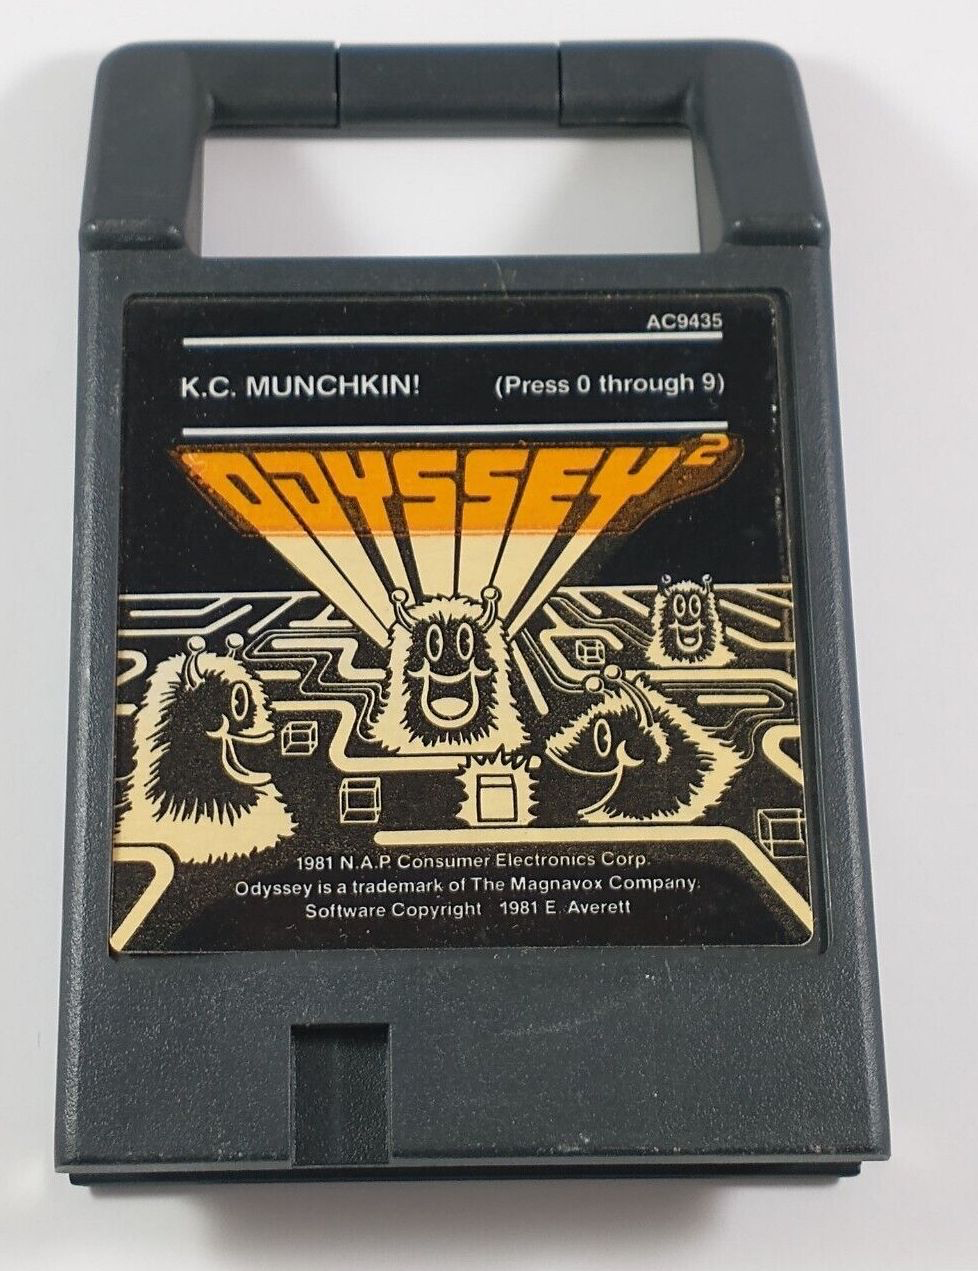 AC9435
K.C. MUNCHKIN! (Press 0 through 9)
ODYSSEY²
1981 N.A.P. Consumer Electronics Corp.
Odyssey is a trademark of The Magnavox Company.
Software Copyright 1981 E. Averett